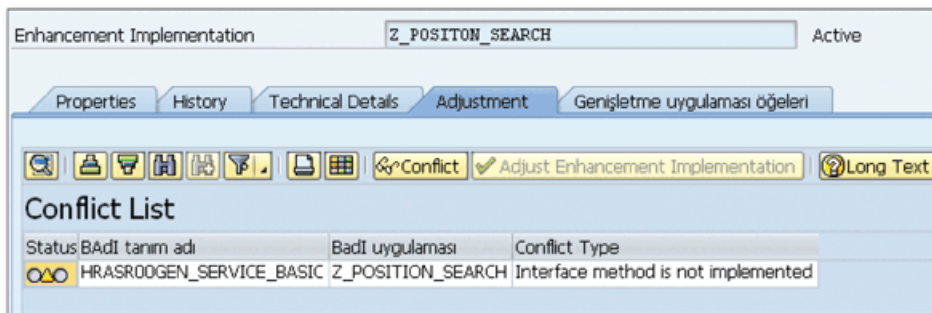 Enhancement Implementation Z_POSITON_SEARCH Active
Properties History Technical Details Adjustment Genişletme uygulaması öğeleri
Conflict Adjust Enhancement Implementation Long Text
Conflict List
Status BAdI tanım adı BadI uygulaması Conflict Type
HRASR00GEN_SERVICE_BASIC Z_POSITION_SEARCH Interface method is not implemented